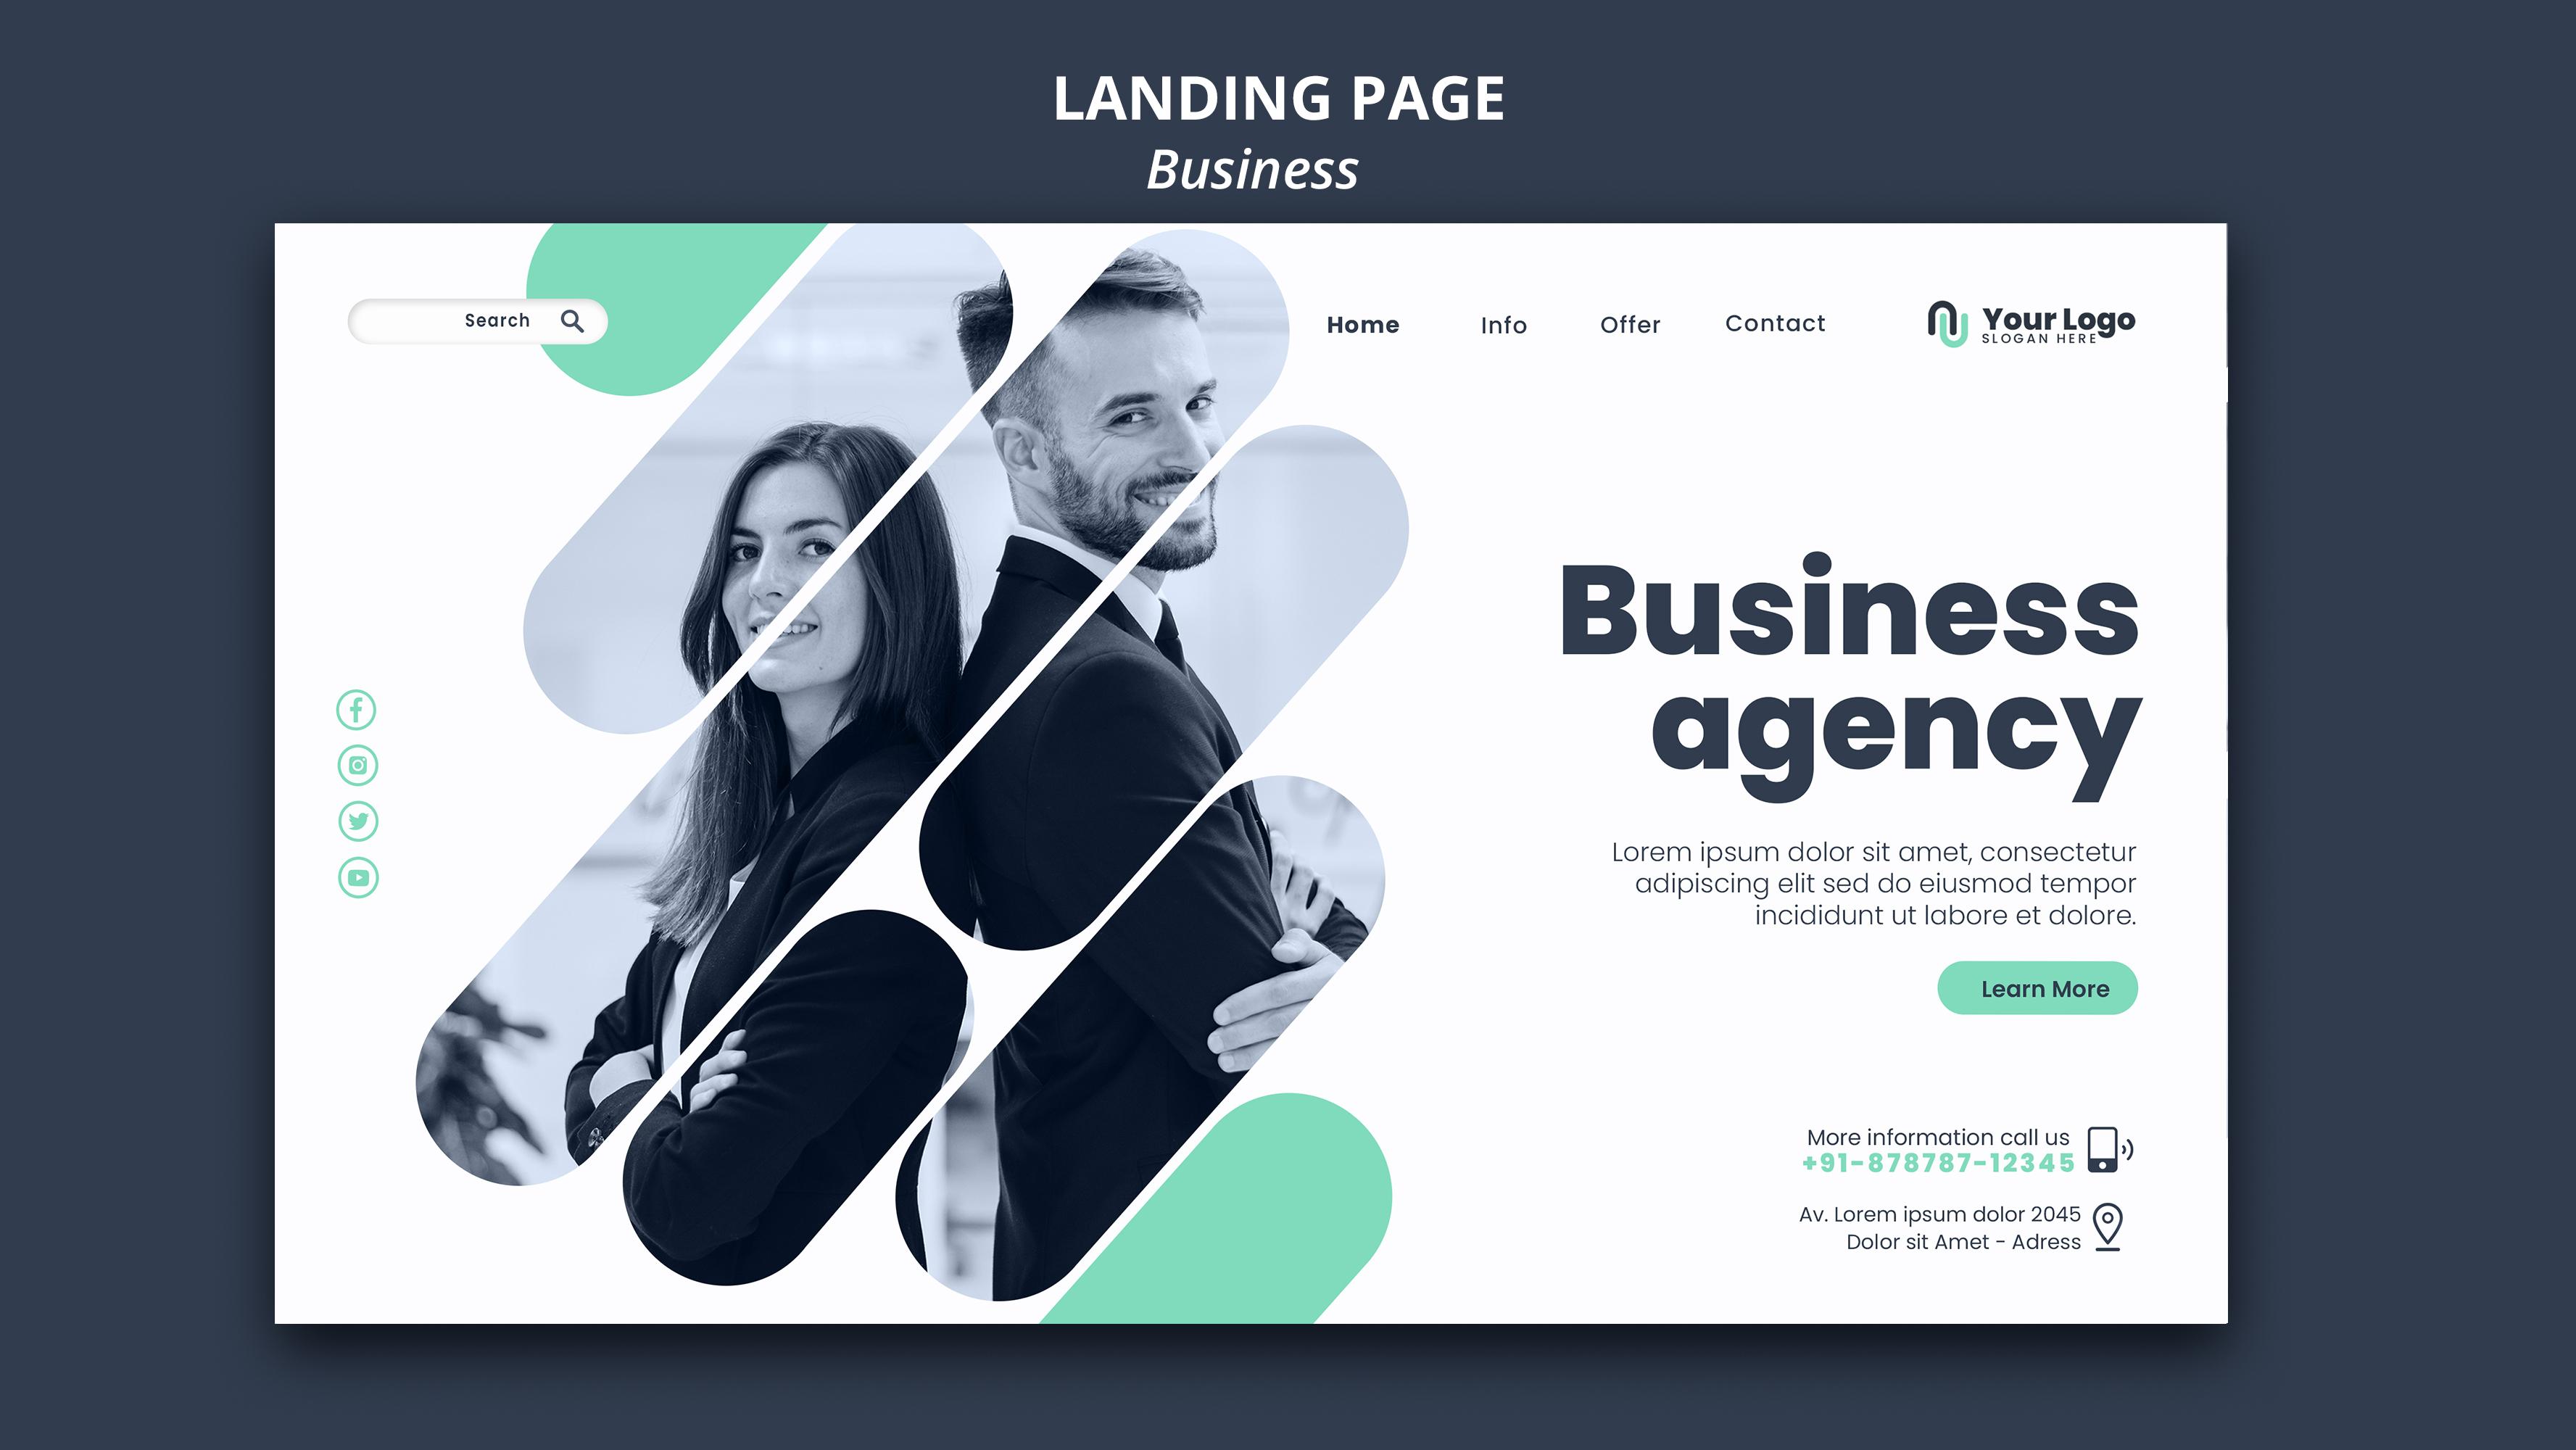 LANDING PAGE
Business
Search
Home
Info
Offer
Contact
Your Logo
SLOGAN HERE
Business
agency
Lorem ipsum dolor sit amet, consectetur
adipiscing elit sed do eiusmod tempor
incididunt ut labore et dolore.
Learn More
More information call us
+91-878787-12345
Av. Lorem ipsum dolor 2045
Dolor sit Amet - Adress